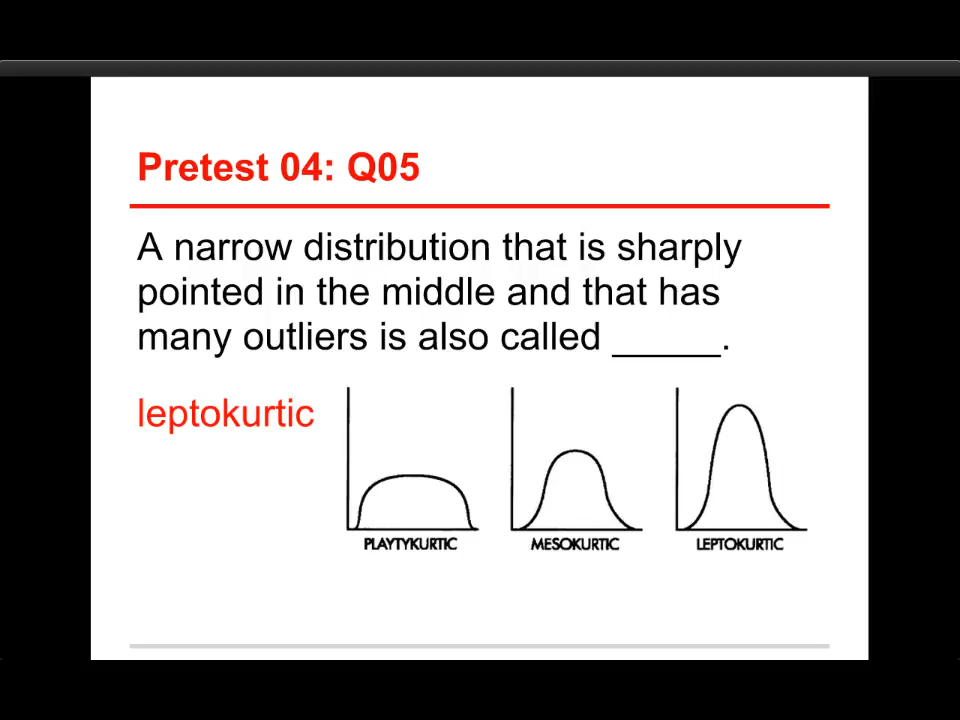 Pretest 04: Q05
A narrow distribution that is sharply
pointed in the middle and that has
many outliers is also called _____.
leptokurtic
PLAYTYKURTIC
MESOKURTIC
LEPTOKURTIC